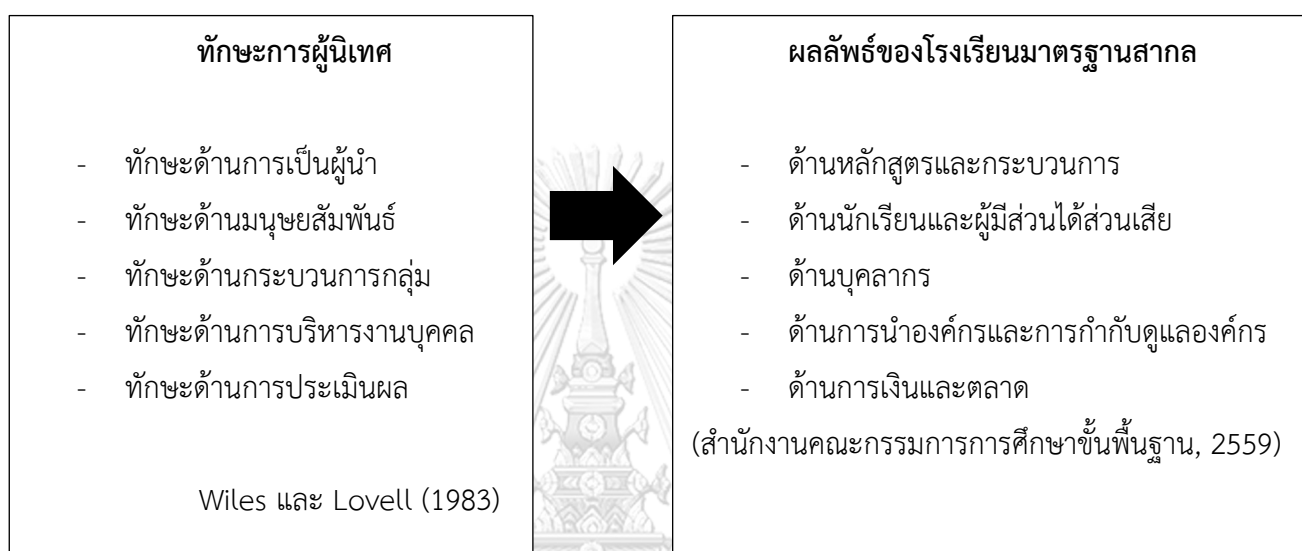 ทักษะการผู้นิเทศ
- ทักษะด้านการเป็นผู้นำ
- ทักษะด้านมนุษยสัมพันธ์
- ทักษะด้านกระบวนการกลุ่ม
- ทักษะด้านการบริหารงานบุคคล
- ทักษะด้านการประเมินผล
Wiles และ Lovell (1983)
ผลลัพธ์ของโรงเรียนมาตรฐานสากล
- ด้านหลักสูตรและกระบวนการ
- ด้านนักเรียนและผู้มีส่วนได้ส่วนเสีย
- ด้านบุคลากร
- ด้านการนำองค์กรและการกำกับดูแลองค์กร
- ด้านการเงินและตลาด
(สำนักงานคณะกรรมการการศึกษาขั้นพื้นฐาน, 2559)